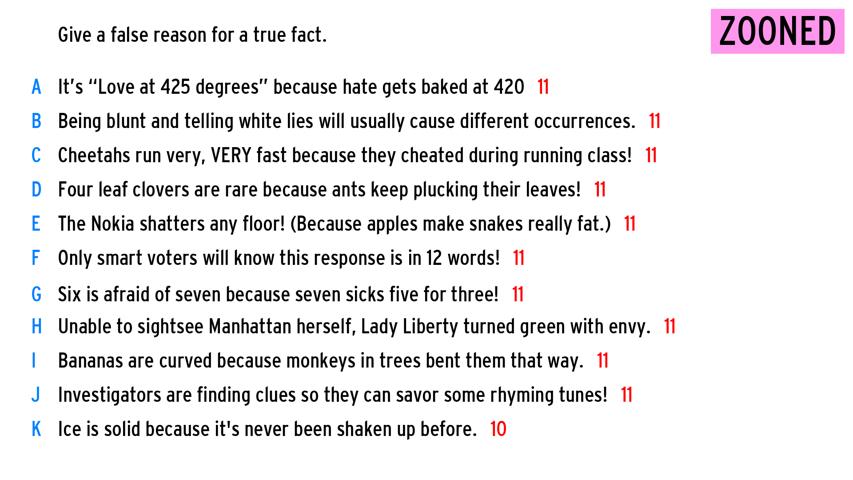 Give a false reason for a true fact.
ZOONED
A It's “Love at 425 degrees” because hate gets baked at 420 11
B Being blunt and telling white lies will usually cause different occurrences. 11
C Cheetahs run very, VERY fast because they cheated during running class! 11
D Four leaf clovers are rare because ants keep plucking their leaves! 11
E The Nokia shatters any floor! (Because apples make snakes really fat.) 11
F Only smart voters will know this response is in 12 words! 11
G Six is afraid of seven because seven sicks five for three! 11
H Unable to sightsee Manhattan herself, Lady Liberty turned green with envy. 11
I Bananas are curved because monkeys in trees bent them that way. 11
J Investigators are finding clues so they can savor some rhyming tunes! 11
K Ice is solid because it's never been shaken up before. 10